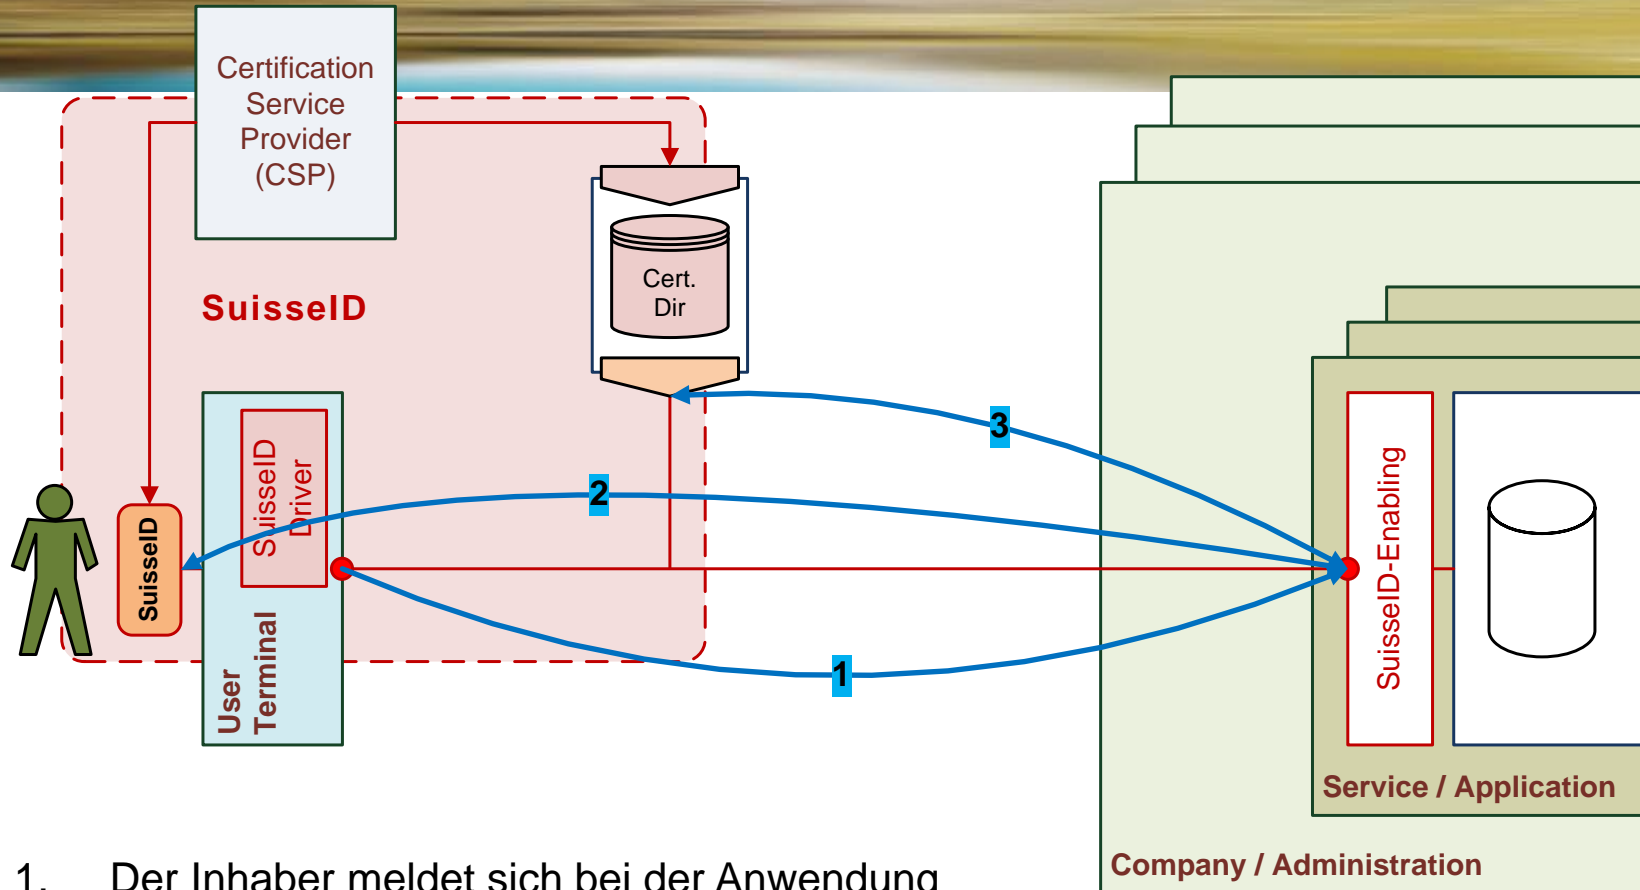 Certification
Service
Provider
(CSP)
SuisseID
Cert.
Dir
3
2
1
SuisseID
SuisseID
Driver
User
Terminal
SuisseID-Enabling
Service / Application
Company / Administration
1. Der Inhaber meldet sich bei der Anwendung